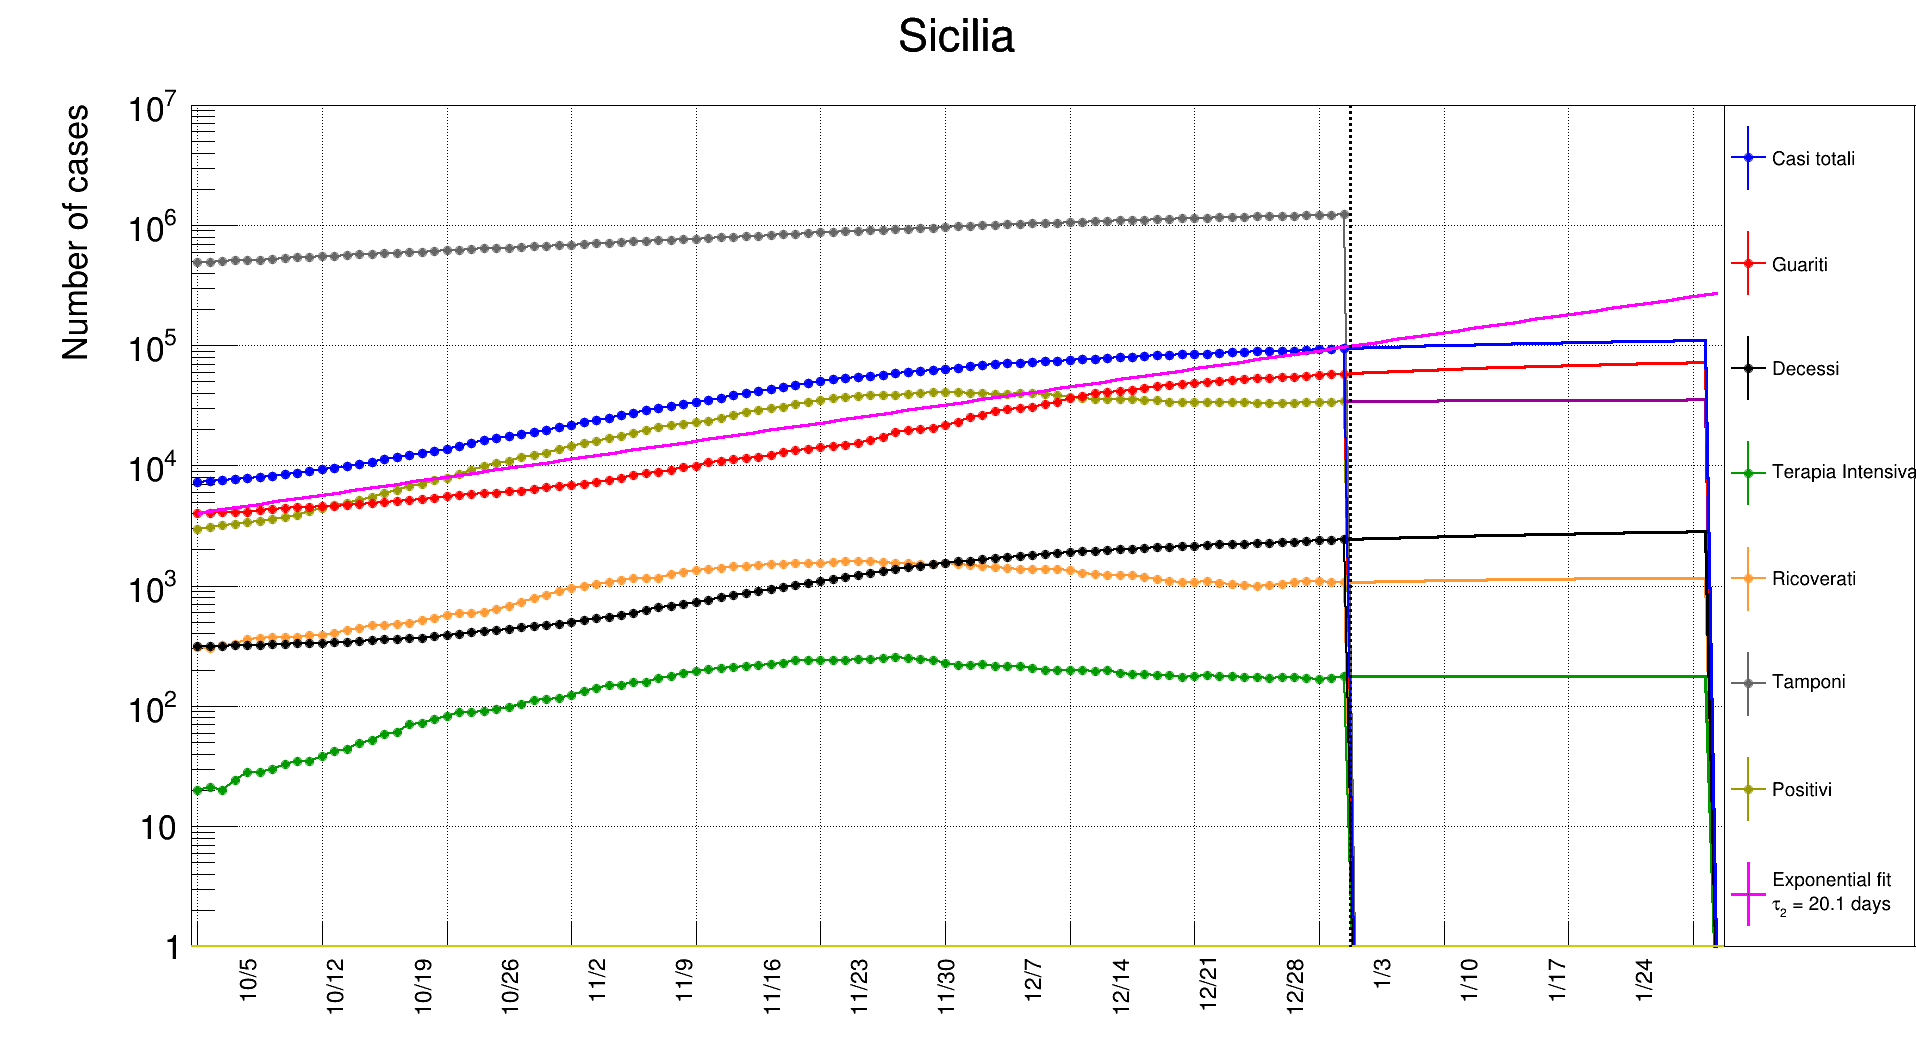 Sicilia
Number of cases
10^7
10^6
10^5
10^4
10^3
10^2
10
1
10/5
10/12
10/19
10/26
11/2
11/9
11/16
11/23
11/30
12/7
12/14
12/21
12/28
1/3
1/10
1/17
1/24
Casi totali
Guariti
Decessi
Terapia Intensiva
Ricoverati
Tamponi
Positivi
Exponential fit
τ₂ = 20.1 days